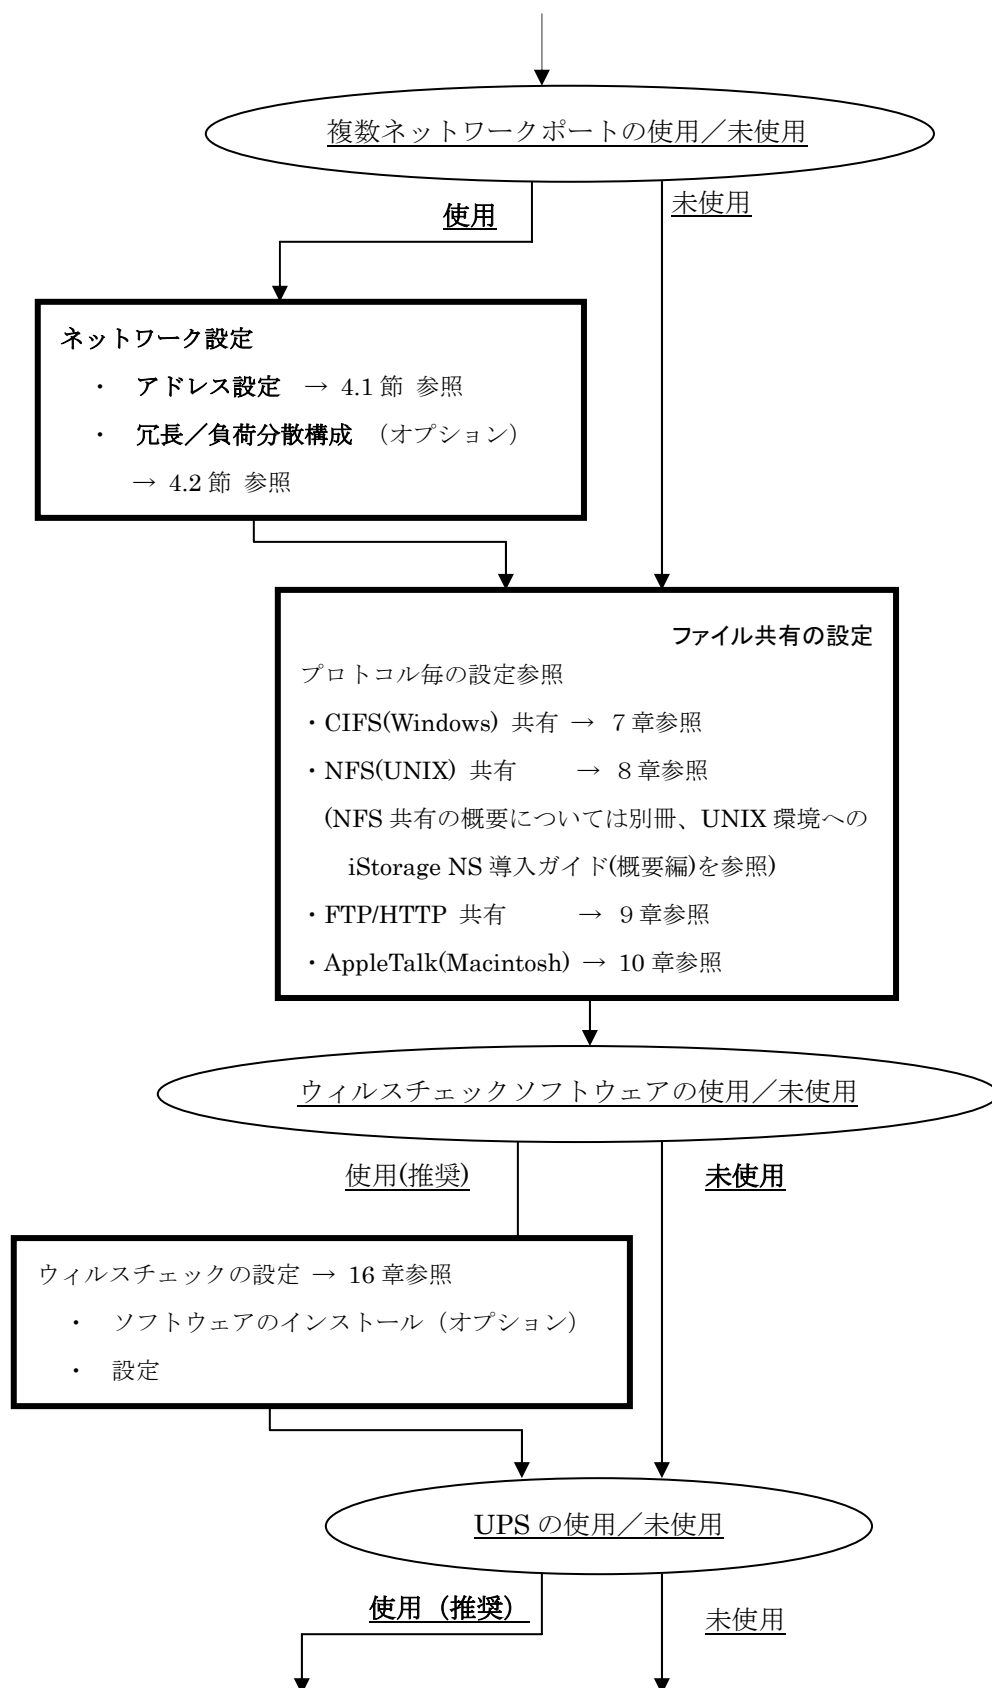 複数ネットワークポートの使用／未使用
使用
未使用
ネットワーク設定
・ アドレス設定 → 4.1 節 参照
・ 冗長／負荷分散構成 （オプション）
→ 4.2 節 参照
ファイル共有の設定
プロトコル毎の設定参照
・CIFS(Windows) 共有 → ７章参照
・NFS(UNIX) 共有 → ８章参照
(NFS 共有の概要については別冊、UNIX 環境への
iStorage NS 導入ガイド(概要編)を参照)
・FTP/HTTP 共有 → ９章参照
・AppleTalk(Macintosh) → 10 章参照
ウィルスチェックソフトウェアの使用／未使用
使用(推奨)
未使用
ウィルスチェックの設定 → 16 章参照
・ ソフトウェアのインストール（オプション）
・ 設定
UPS の使用／未使用
使用（推奨）
未使用